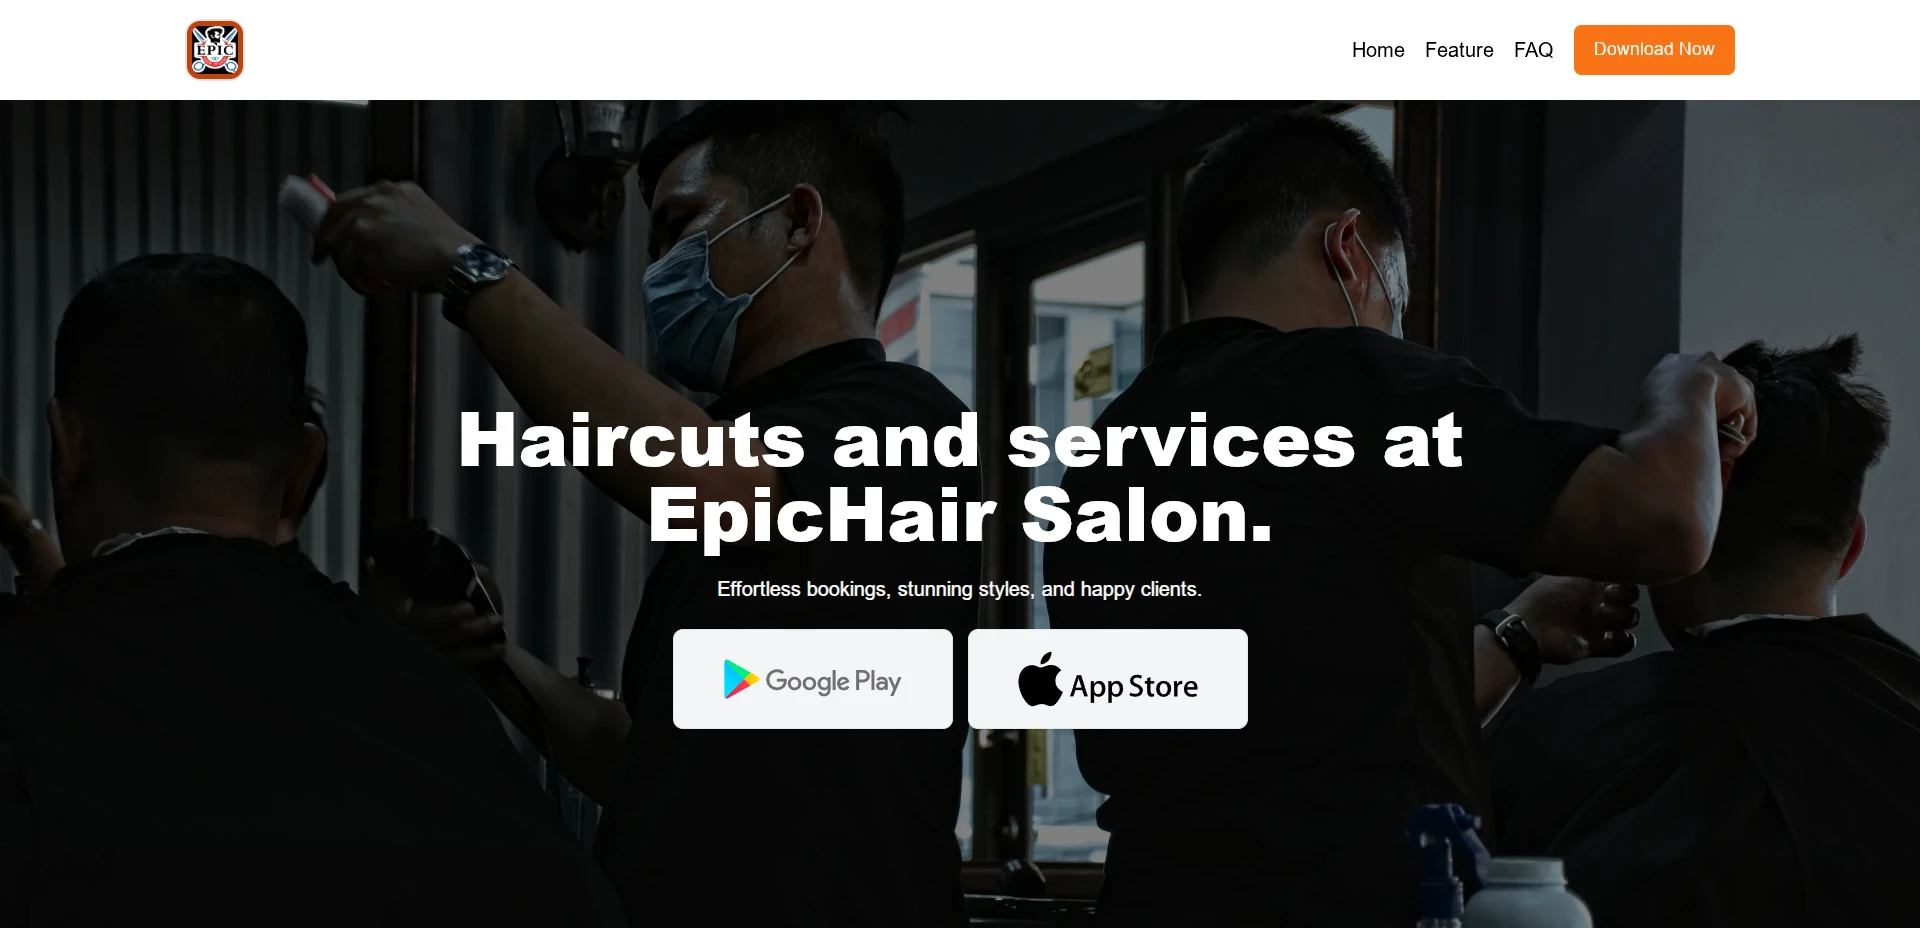 EPIC
Home
Feature
FAQ
Download Now
Haircuts and services at
EpicHair Salon.
Effortless bookings, stunning styles, and happy clients.
Google Play
App Store